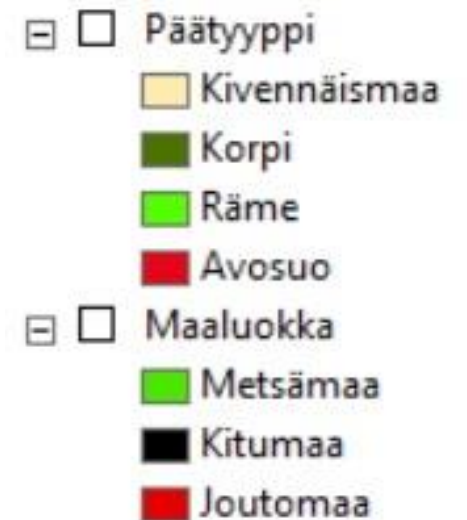 Päätyyppi
Kivennäismaa
Korpi
Räme
Avosuo
Maaluokka
Metsämaa
Kitumaa
Joutomaa